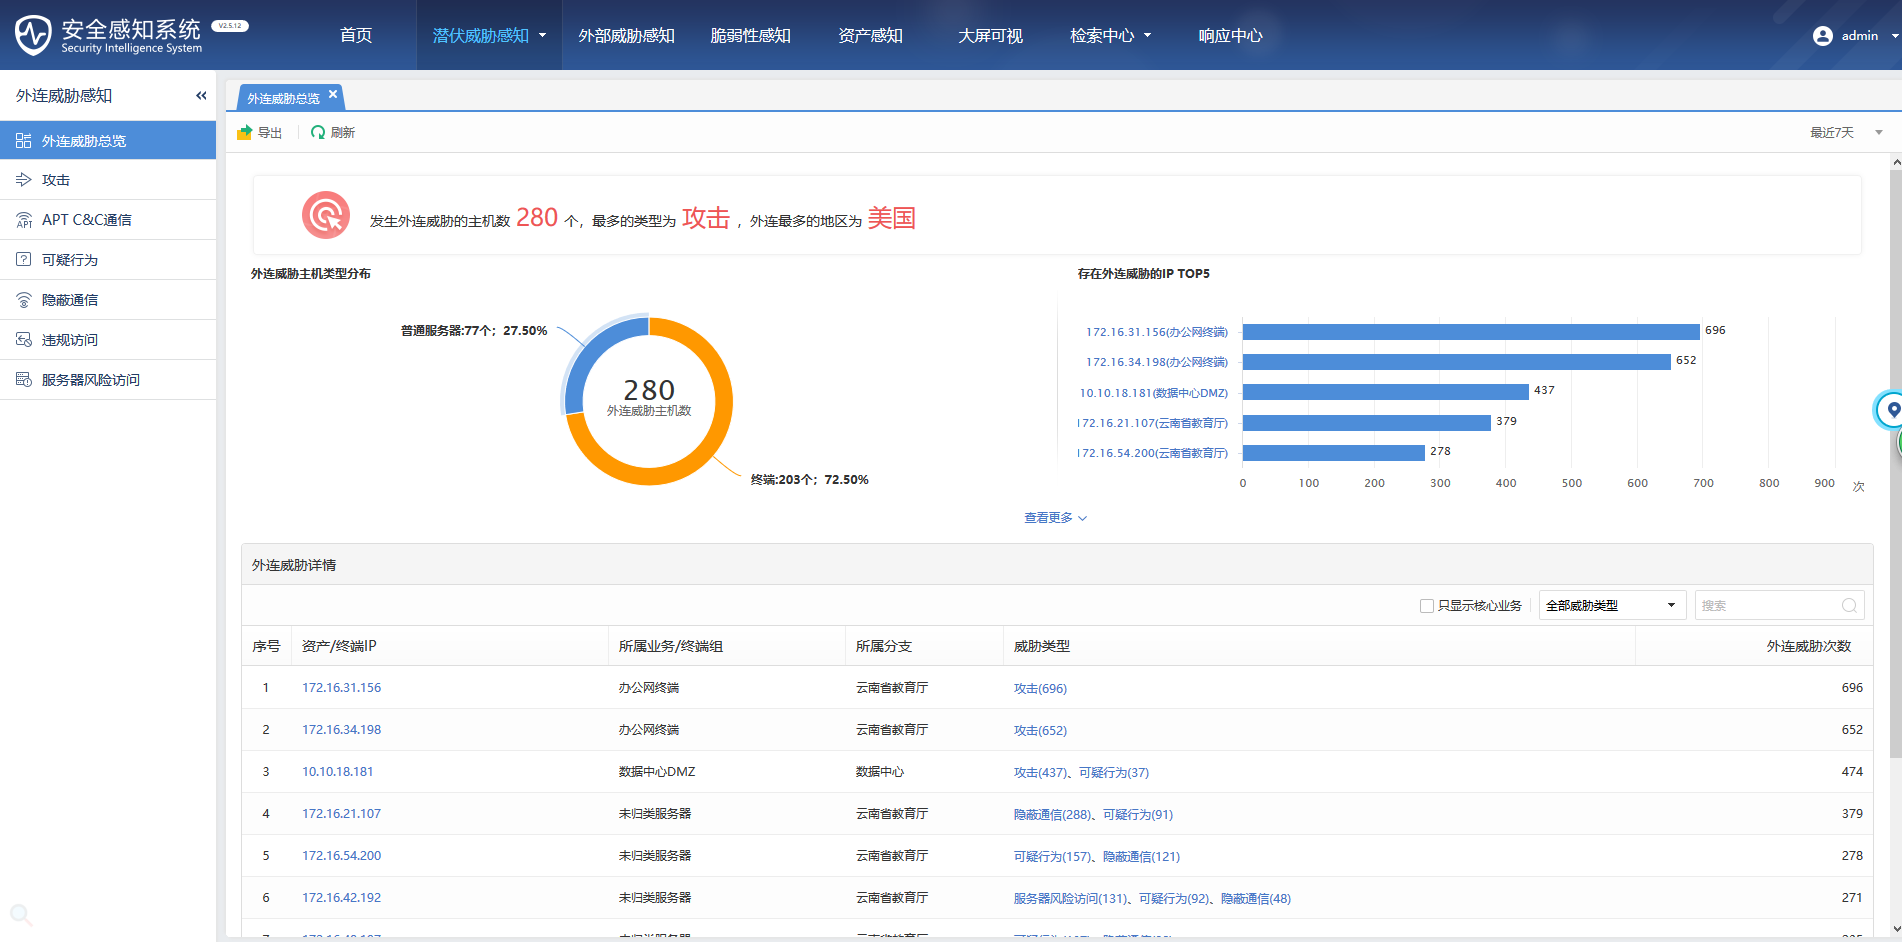 安全感知系统 V2.5.12
Security Intelligence System
首页 潜伏威胁感知 外部威胁感知 脆弱性感知 资产感知 大屏可视 检索中心 响应中心 admin
外连威胁感知
外连威胁总览
攻击
APT C&C通信
可疑行为
隐蔽通信
违规访问
服务器风险访问
外连威胁总览
导出 刷新 最近7天
发生外连威胁的主机数 280 个，最多的类型为 攻击 ，外连最多的地区为 美国
外连威胁主机类型分布
普通服务器:77个；27.50%
280
外连威胁主机数
终端:203个；72.50%
存在外连威胁的IP TOP5
172.16.31.156(办公网终端) 696
172.16.34.198(办公网终端) 652
10.10.18.181(数据中心DMZ) 437
172.16.21.107(云南省教育厅) 379
172.16.54.200(云南省教育厅) 278
0 100 200 300 400 500 600 700 800 900 次
查看更多
外连威胁详情
只显示核心业务 全部威胁类型 搜索
序号 资产/终端IP 所属业务/终端组 所属分支 威胁类型 外连威胁次数
1 172.16.31.156 办公网终端 云南省教育厅 攻击(696) 696
2 172.16.34.198 办公网终端 云南省教育厅 攻击(652) 652
3 10.10.18.181 数据中心DMZ 数据中心 攻击(437)、可疑行为(37) 474
4 172.16.21.107 未归类服务器 云南省教育厅 隐蔽通信(288)、可疑行为(91) 379
5 172.16.54.200 未归类服务器 云南省教育厅 可疑行为(157)、隐蔽通信(121) 278
6 172.16.42.192 未归类服务器 云南省教育厅 服务器风险访问(131)、可疑行为(92)、隐蔽通信(48) 271